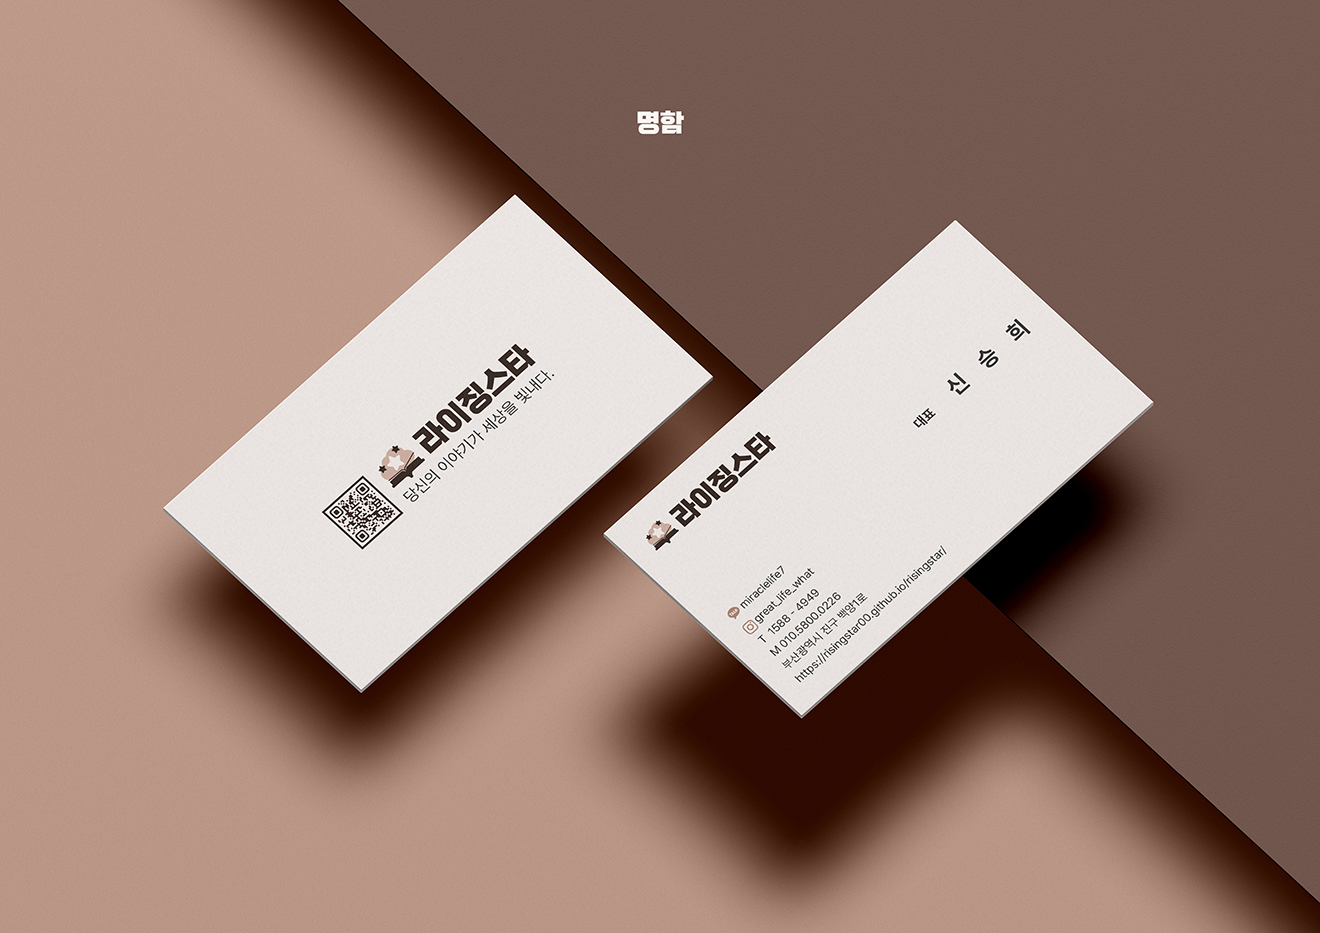 명함
라이징스타
당신의 이야기가 세상을 빛내다.
라이징스타
대표 신승희
miraclelife7
great_life_what
T 1588 - 4949
M 010.5800.0226
부산광역시 진구 백양1로
https://risingstar00.github.io/risingstar/